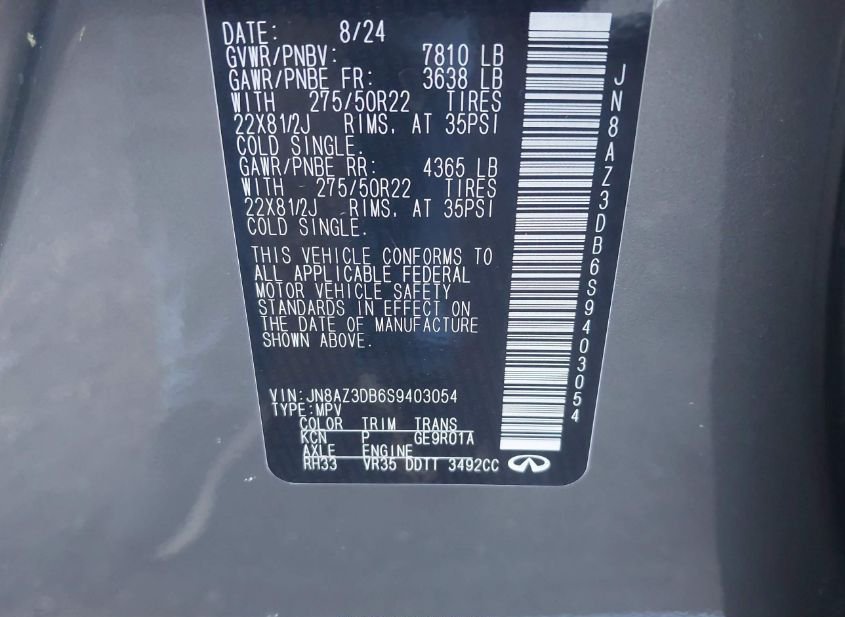 DATE: 8/24
GVWR/PNBV: 7810 LB
GAWR/PNBE FR: 3638 LB
WITH 275/50R22 TIRES
22X81/2J RIMS, AT 35PSI
COLD SINGLE.
GAWR/PNBE RR: 4365 LB
WITH 275/50R22 TIRES
22X81/2J RIMS, AT 35PSI
COLD SINGLE.
THIS VEHICLE CONFORMS TO
ALL APPLICABLE FEDERAL
MOTOR VEHICLE SAFETY
STANDARDS IN EFFECT ON
THE DATE OF MANUFACTURE
SHOWN ABOVE.
VIN:JN8AZ3DB6S9403054
TYPE:MPV
COLOR TRIM TRANS
KCN P GE9R01A
AXLE ENGINE
RH33 VR35 DDTT 3492CC
JN8AZ3DB6S9403054